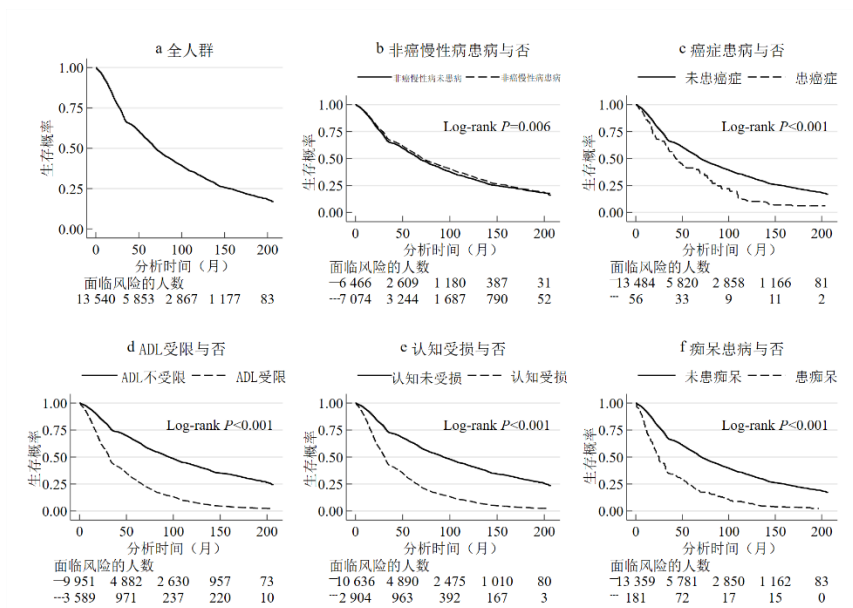 a 全人群
生存概率
1.00
0.75
0.50
0.25
0.00
0 50 100 150 200
分析时间（月）
面临风险的人数
13 540 5 853 2 867 1 177 83
b 非癌慢性病患病与否
非癌慢性病未患病 非癌慢性病患病
Log-rank P=0.006
生存概率
1.00
0.75
0.50
0.25
0.00
0 50 100 150 200
分析时间（月）
面临风险的人数
6 466 2 609 1 180 387 31
7 074 3 244 1 687 790 52
c 癌症患病与否
未患癌症 患癌症
Log-rank P<0.001
生存概率
1.00
0.75
0.50
0.25
0.00
0 50 100 150 200
分析时间（月）
面临风险的人数
13 484 5 820 2 858 1 166 81
56 33 9 11 2
d ADL受限与否
ADL不受限 ADL受限
Log-rank P<0.001
生存概率
1.00
0.75
0.50
0.25
0.00
0 50 100 150 200
分析时间（月）
面临风险的人数
9 951 4 882 2 630 957 73
3 589 971 237 220 10
e 认知受损与否
认知未受损 认知受损
Log-rank P<0.001
生存概率
1.00
0.75
0.50
0.25
0.00
0 50 100 150 200
分析时间（月）
面临风险的人数
10 636 4 890 2 475 1 010 80
2 904 963 392 167 3
f 痴呆患病与否
未患痴呆 患痴呆
Log-rank P<0.001
生存概率
1.00
0.75
0.50
0.25
0.00
0 50 100 150 200
分析时间（月）
面临风险的人数
13 359 5 781 2 850 1 162 83
181 72 17 15 0